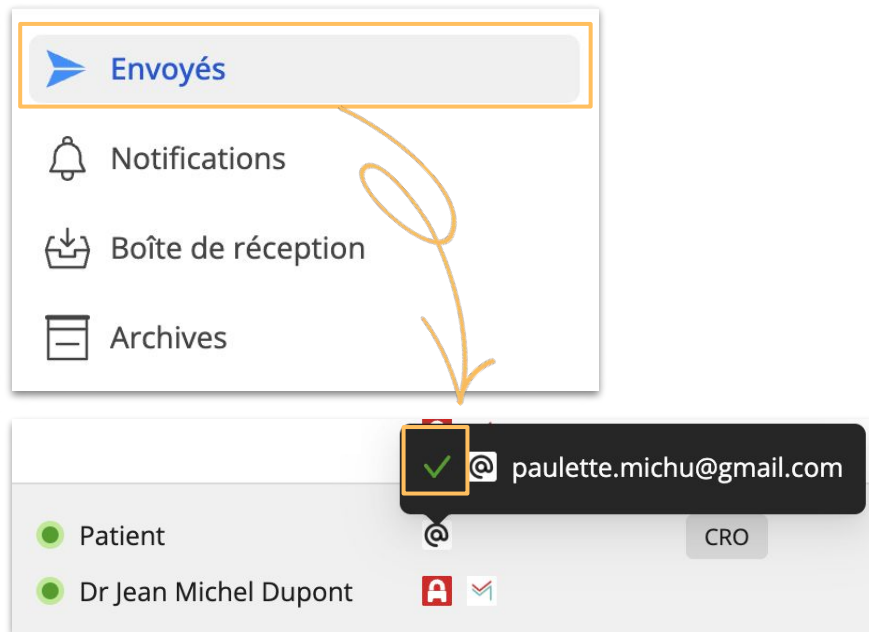 Envoyés
Notifications
Boîte de réception
Archives
@ paulette.michu@gmail.com
Patient @ CRO
Dr Jean Michel Dupont